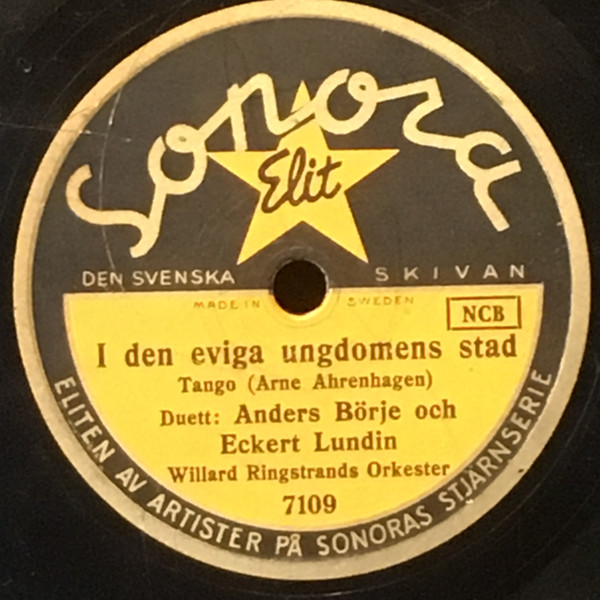 Sonora
Elit
DEN SVENSKA SKIVAN
MADE IN SWEDEN
NCB
I den eviga ungdomens stad
Tango (Arne Ahrenhagen)
Duett: Anders Börje och
Eckert Lundin
Willard Ringstrands Orkester
7109
ELITEN AV ARTISTER PÅ SONORAS STJÄRNSERIE